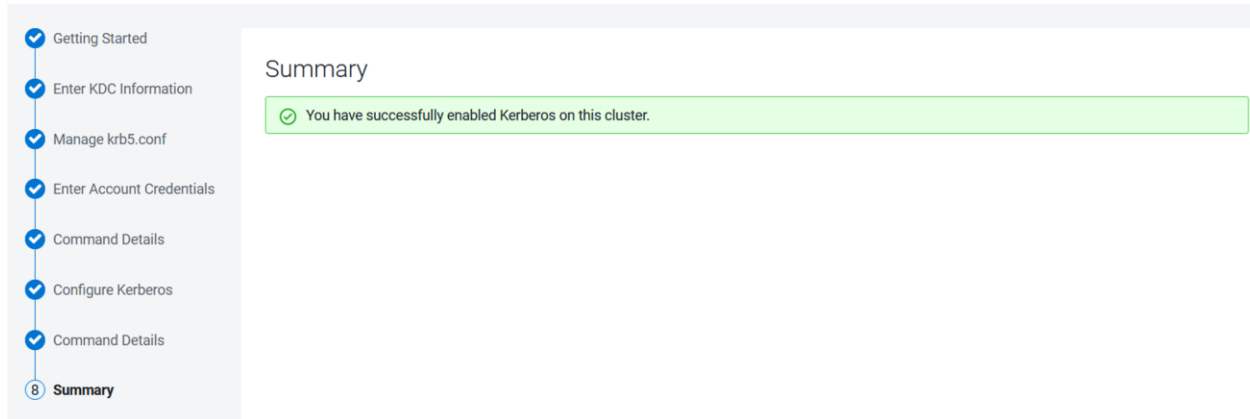 Getting Started
Enter KDC Information
Manage krb5.conf
Enter Account Credentials
Command Details
Configure Kerberos
Command Details
8 Summary
Summary
You have successfully enabled Kerberos on this cluster.